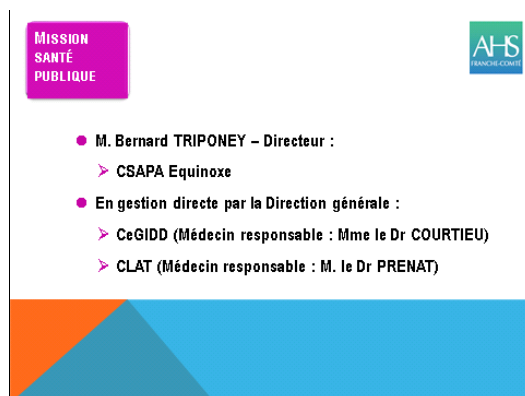 MISSION
SANTÉ
PUBLIQUE
AHS
FRANCHE-COMTÉ
M. Bernard TRIPONEY – Directeur :
CSAPA Equinoxe
En gestion directe par la Direction générale :
CeGIDD (Médecin responsable : Mme le Dr COURTIEU)
CLAT (Médecin responsable : M. le Dr PRENAT)